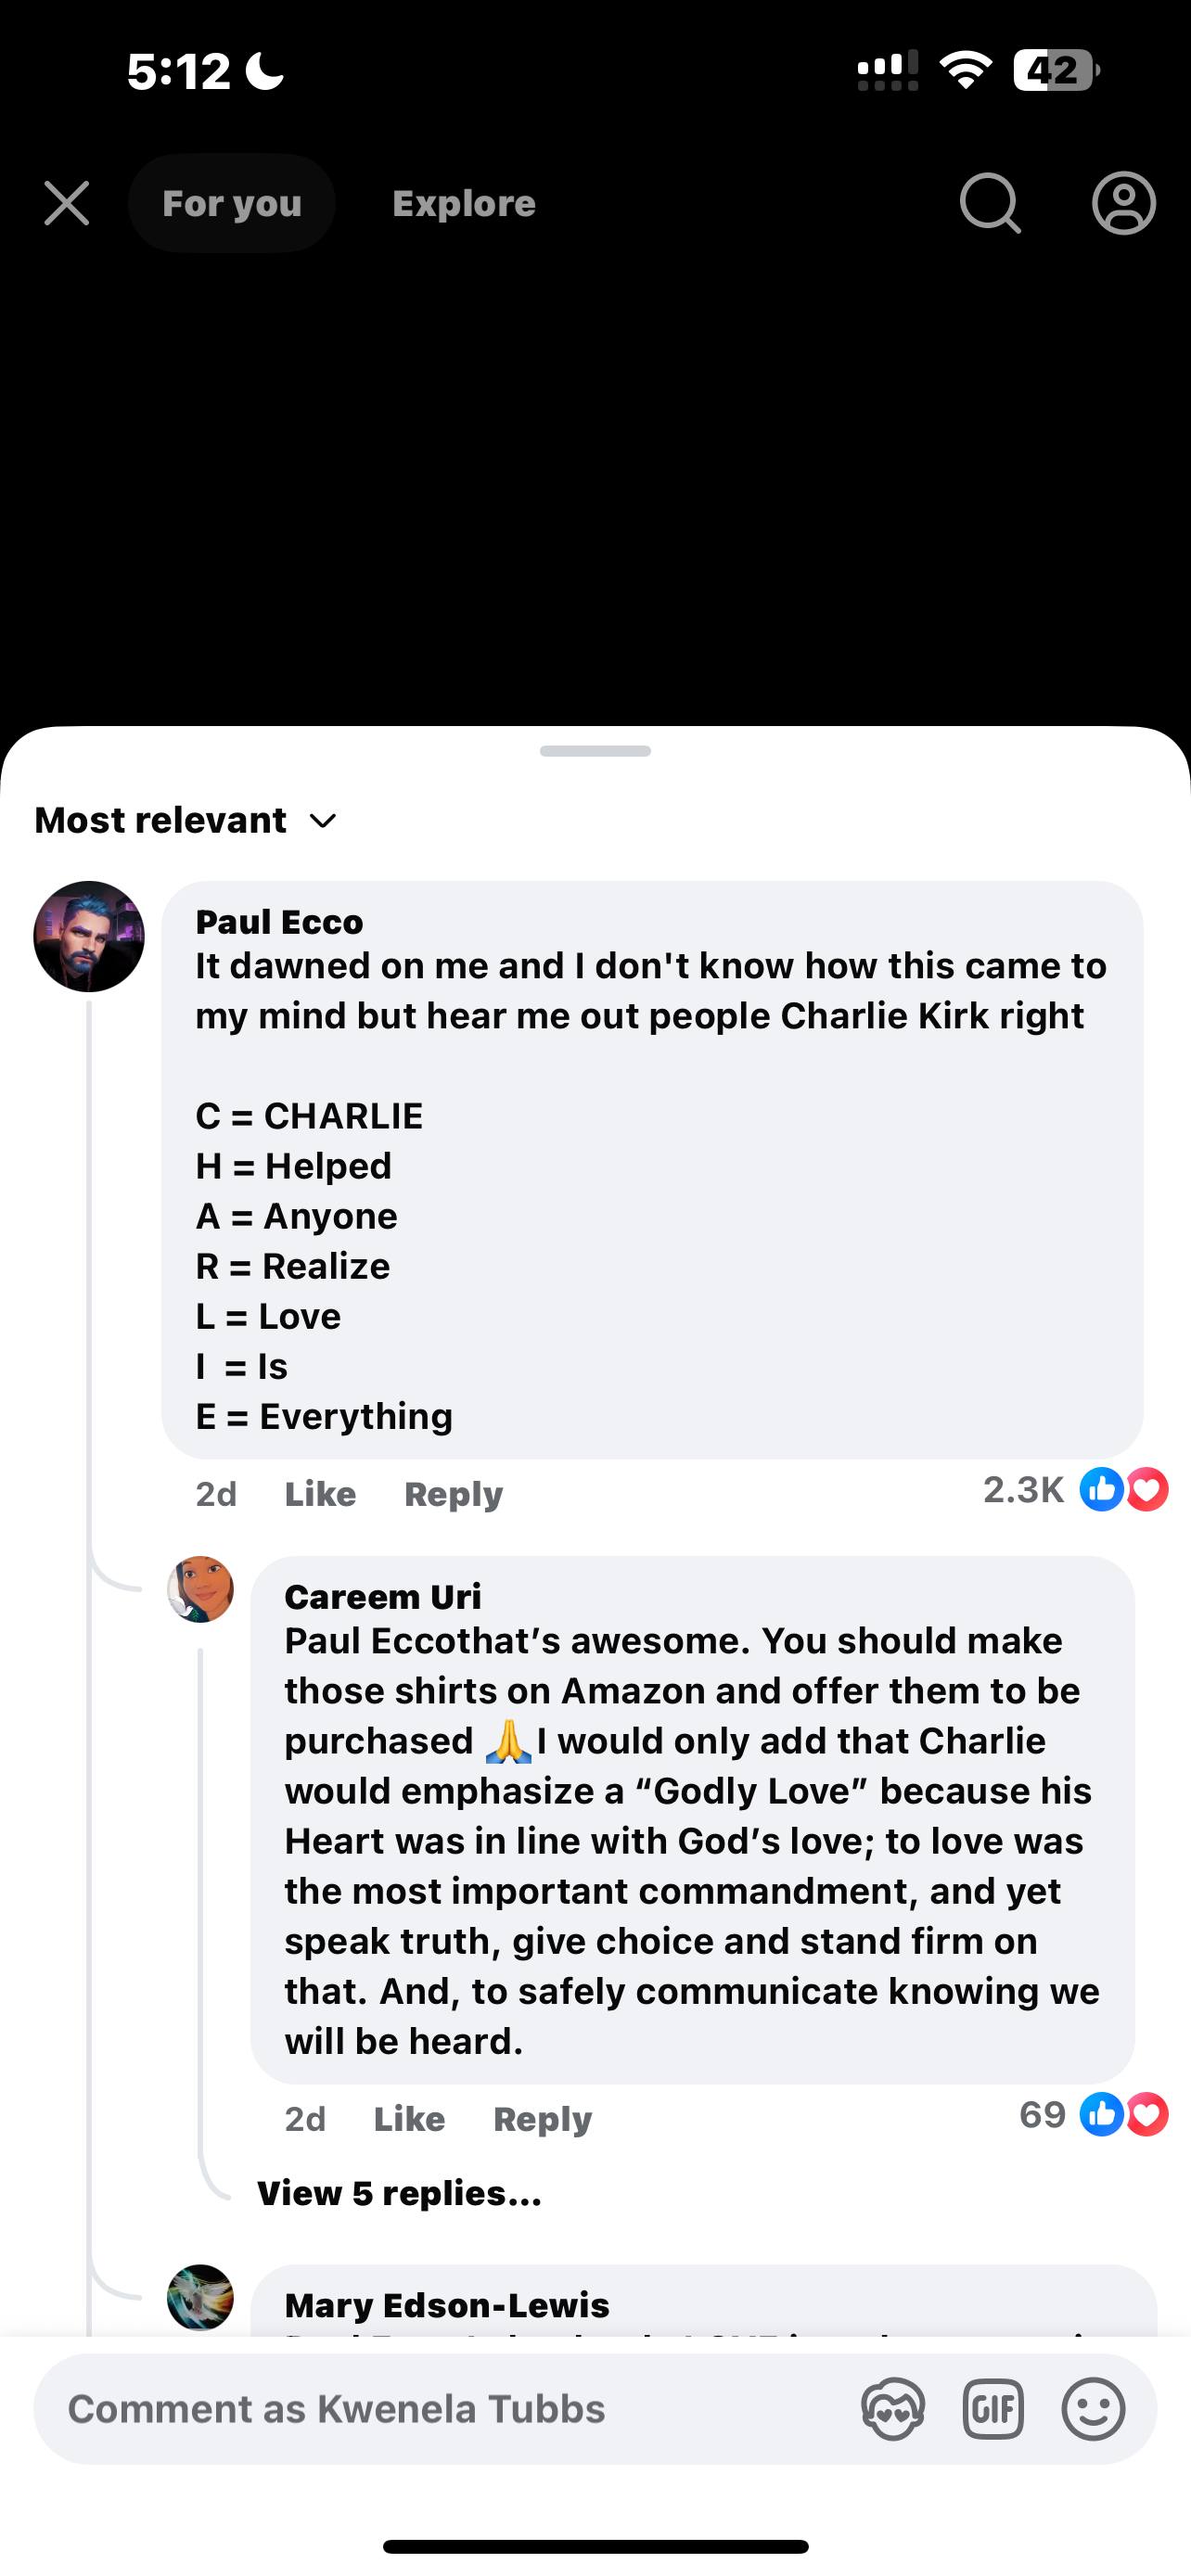 5:12
42
For you Explore
Most relevant
Paul Ecco
It dawned on me and I don't know how this came to
my mind but hear me out people Charlie Kirk right
C = CHARLIE
H = Helped
A = Anyone
R = Realize
L = Love
I = Is
E = Everything
2d Like Reply 2.3K
Careem Uri
Paul Eccothat’s awesome. You should make
those shirts on Amazon and offer them to be
purchased 🙏I would only add that Charlie
would emphasize a “Godly Love” because his
Heart was in line with God’s love; to love was
the most important commandment, and yet
speak truth, give choice and stand firm on
that. And, to safely communicate knowing we
will be heard.
2d Like Reply 69
View 5 replies...
Mary Edson-Lewis
Comment as Kwenela Tubbs
GIF